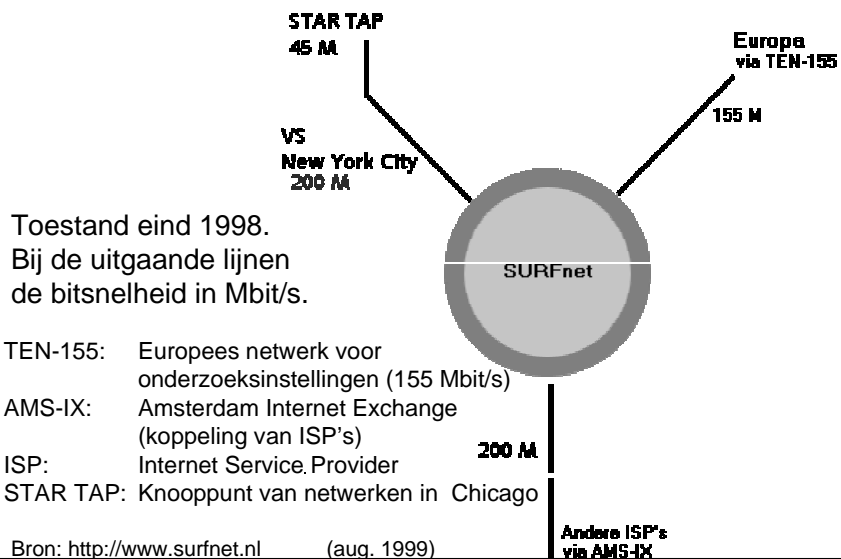 STAR TAP
45 M
Europa
via TEN-155
155 M
VS
New York City
200 M
Toestand eind 1998.
Bij de uitgaande lijnen
de bitsnelheid in Mbit/s.
SURFnet
TEN-155: Europees netwerk voor
onderzoeksinstellingen (155 Mbit/s)
AMS-IX: Amsterdam Internet Exchange
(koppeling van ISP's)
200 M
ISP: Internet Service Provider
STAR TAP: Knooppunt van netwerken in Chicago
Andere ISP's
via AMS-IX
Bron: http://www.surfnet.nl (aug. 1999)